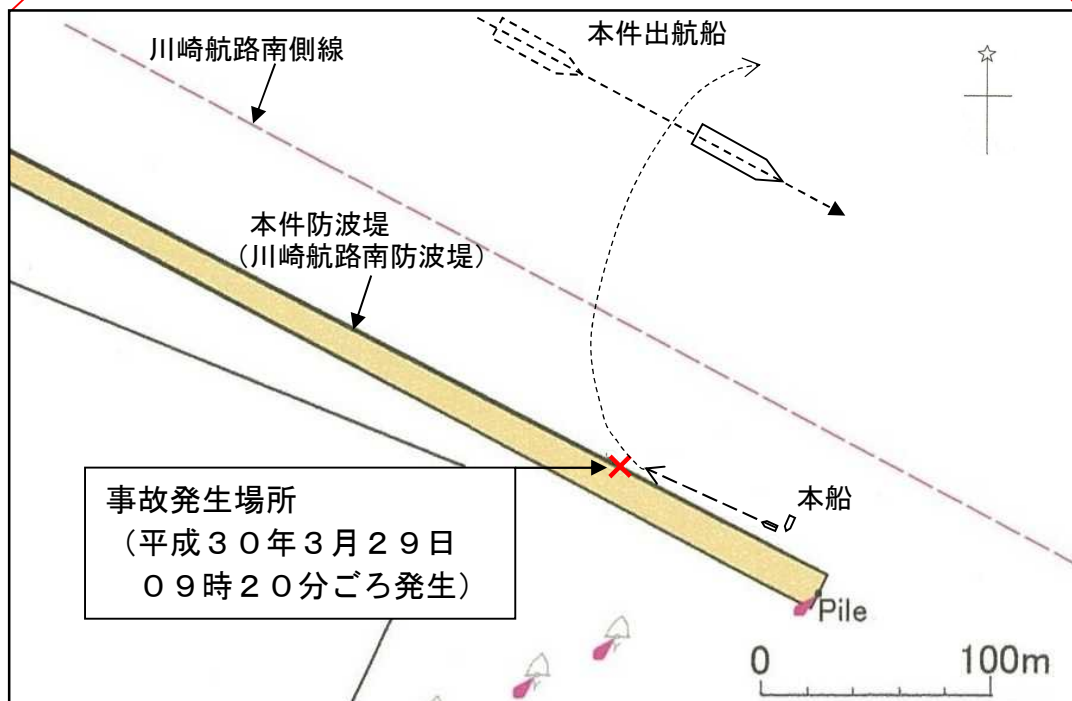 本件出航船
川崎航路南側線
本件防波堤
（川崎航路南防波堤）
本船
事故発生場所
（平成３０年３月２９日
０９時２０分ごろ発生）
Pile
0 100m